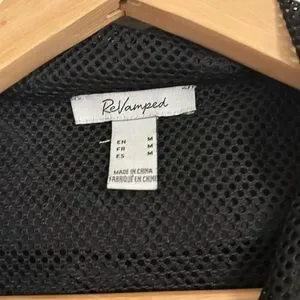 ReVamped
EN M
FR M
ES M
MADE IN CHINA
FABRIQUÉ EN CHINE